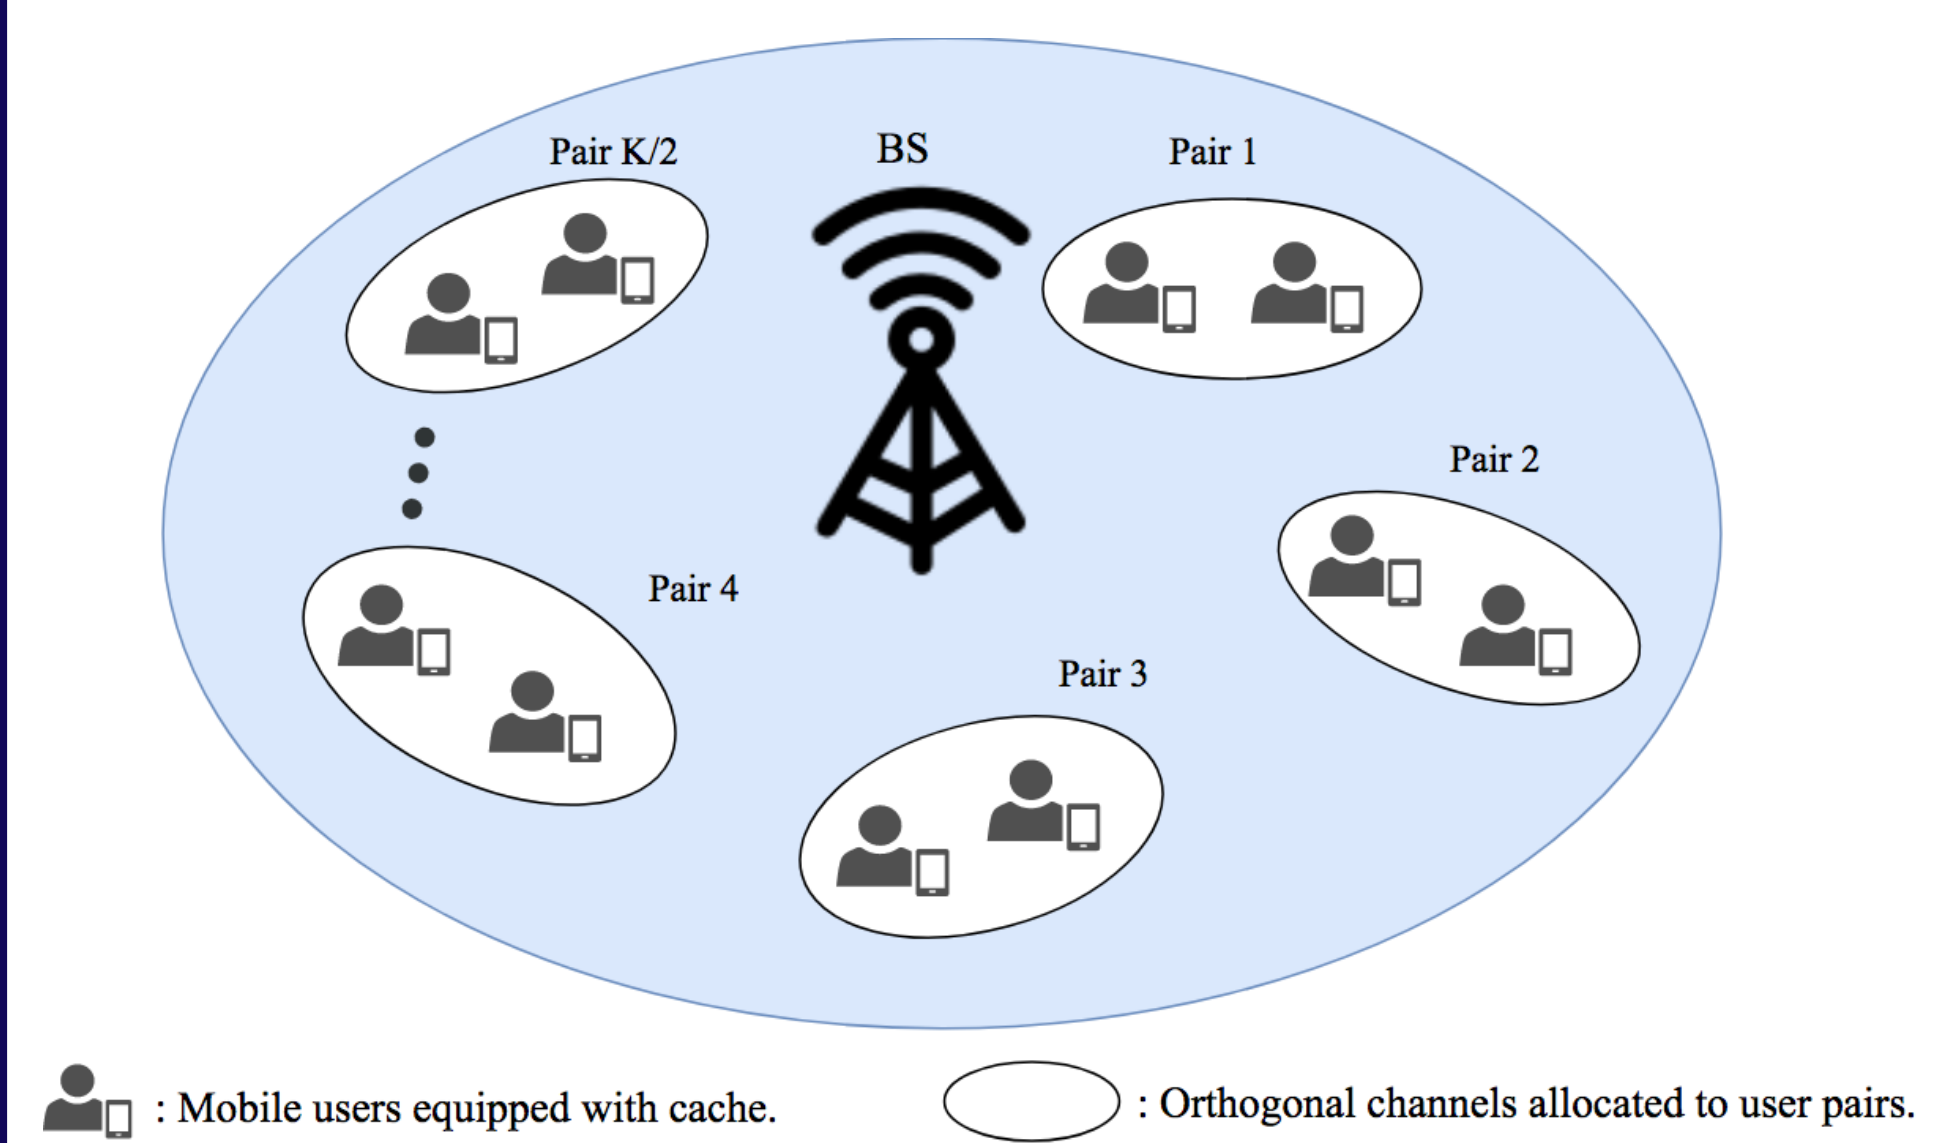 Pair K/2
BS
Pair 1
Pair 2
Pair 4
Pair 3
: Mobile users equipped with cache.
: Orthogonal channels allocated to user pairs.